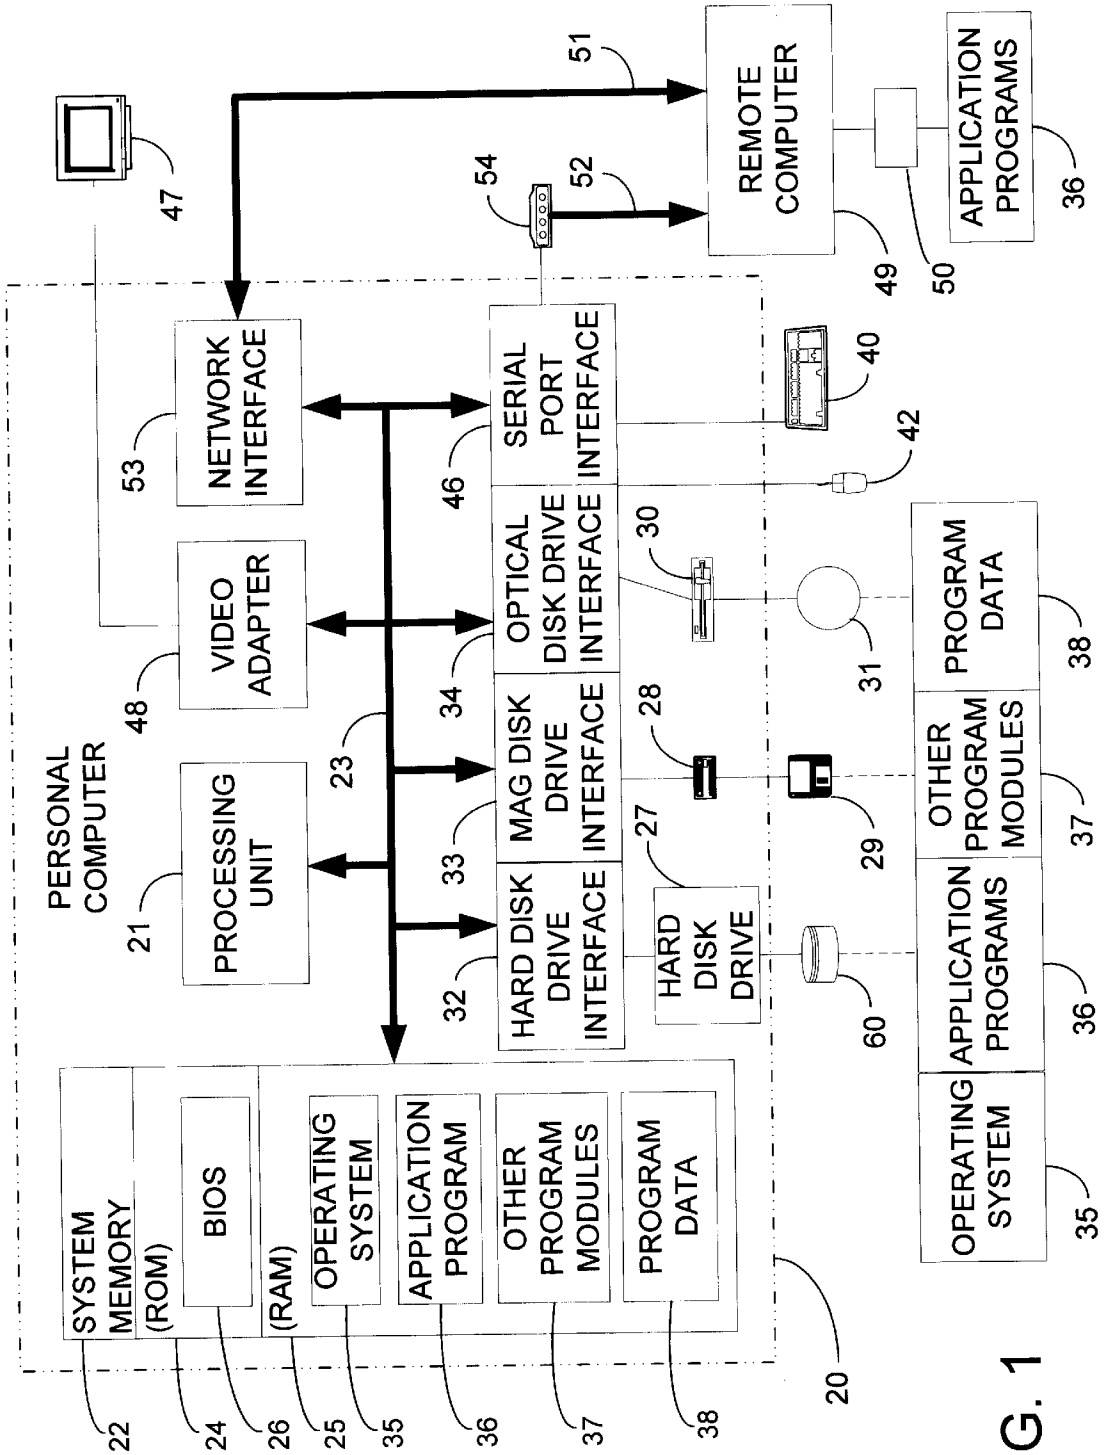 PERSONAL
COMPUTER
SYSTEM
MEMORY
(ROM)
BIOS
(RAM)
OPERATING
SYSTEM
APPLICATION
PROGRAM
OTHER
PROGRAM
MODULES
PROGRAM
DATA
22
24
26
25
35
36
37
38
20
21
PROCESSING
UNIT
48
VIDEO
ADAPTER
53
NETWORK
INTERFACE
47
23
32
HARD DISK
DRIVE
INTERFACE
33
MAG DISK
DRIVE
INTERFACE
34
OPTICAL
DISK DRIVE
INTERFACE
46
SERIAL
PORT
INTERFACE
54
52
51
27
HARD
DISK
DRIVE
28
30
60
29
31
42
40
REMOTE
COMPUTER
49
50
APPLICATION
PROGRAMS
36
OPERATING
SYSTEM
35
APPLICATION
PROGRAMS
36
OTHER
PROGRAM
MODULES
37
PROGRAM
DATA
38
G. 1